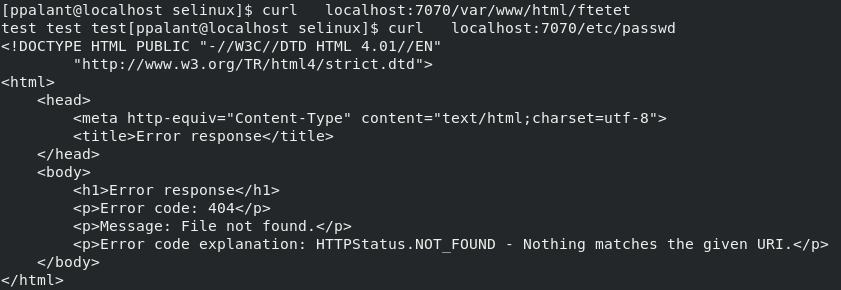 [ppalant@localhost selinux]$ curl   localhost:7070/var/www/html/ftetet
test test test[ppalant@localhost selinux]$ curl   localhost:7070/etc/passwd
<!DOCTYPE HTML PUBLIC "-//W3C//DTD HTML 4.01//EN"
        "http://www.w3.org/TR/html4/strict.dtd">
<html>
    <head>
        <meta http-equiv="Content-Type" content="text/html;charset=utf-8">
        <title>Error response</title>
    </head>
    <body>
        <h1>Error response</h1>
        <p>Error code: 404</p>
        <p>Message: File not found.</p>
        <p>Error code explanation: HTTPStatus.NOT_FOUND - Nothing matches the given URI.</p>
    </body>
</html>